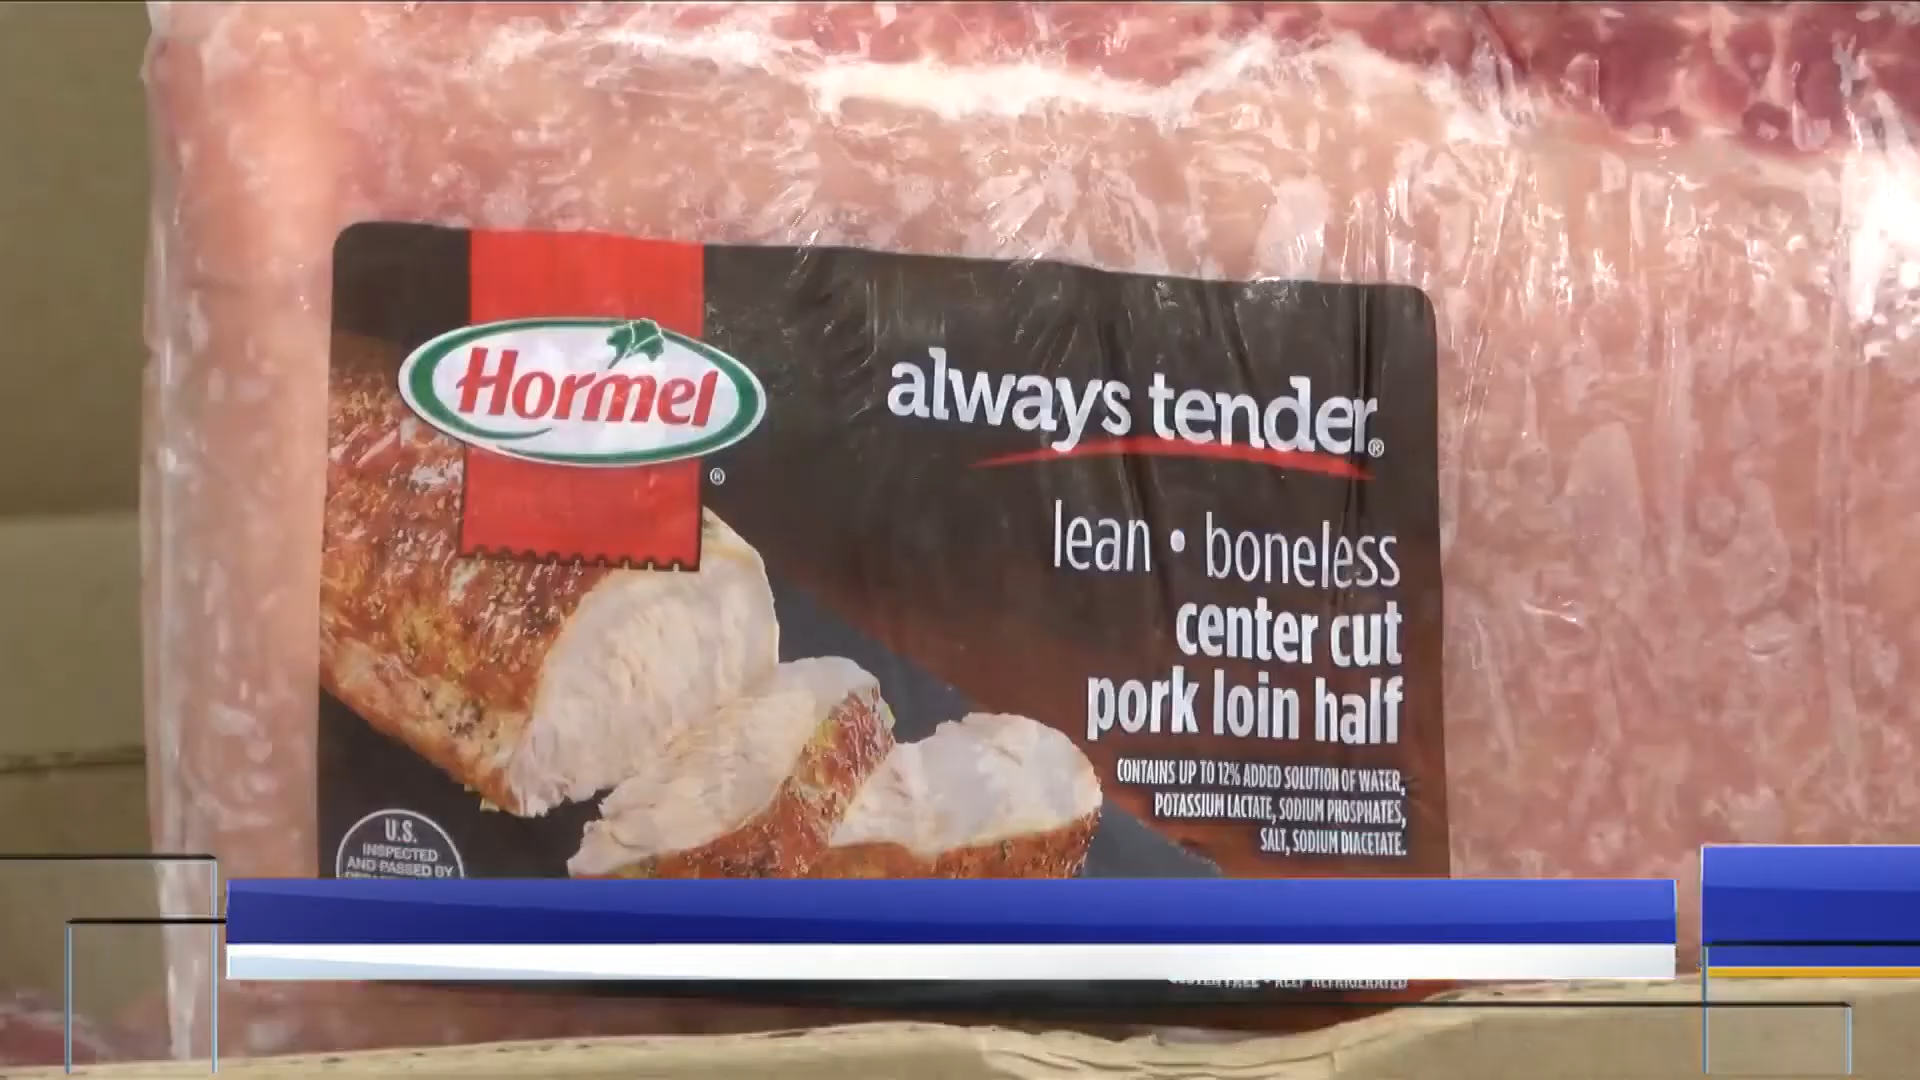 Hormel
®
always tender®
lean • boneless
center cut
pork loin half
CONTAINS UP TO 12% ADDED SOLUTION OF WATER,
POTASSIUM LACTATE, SODIUM PHOSPHATES,
SALT, SODIUM DIACETATE.
U.S.
INSPECTED
AND PASSED BY